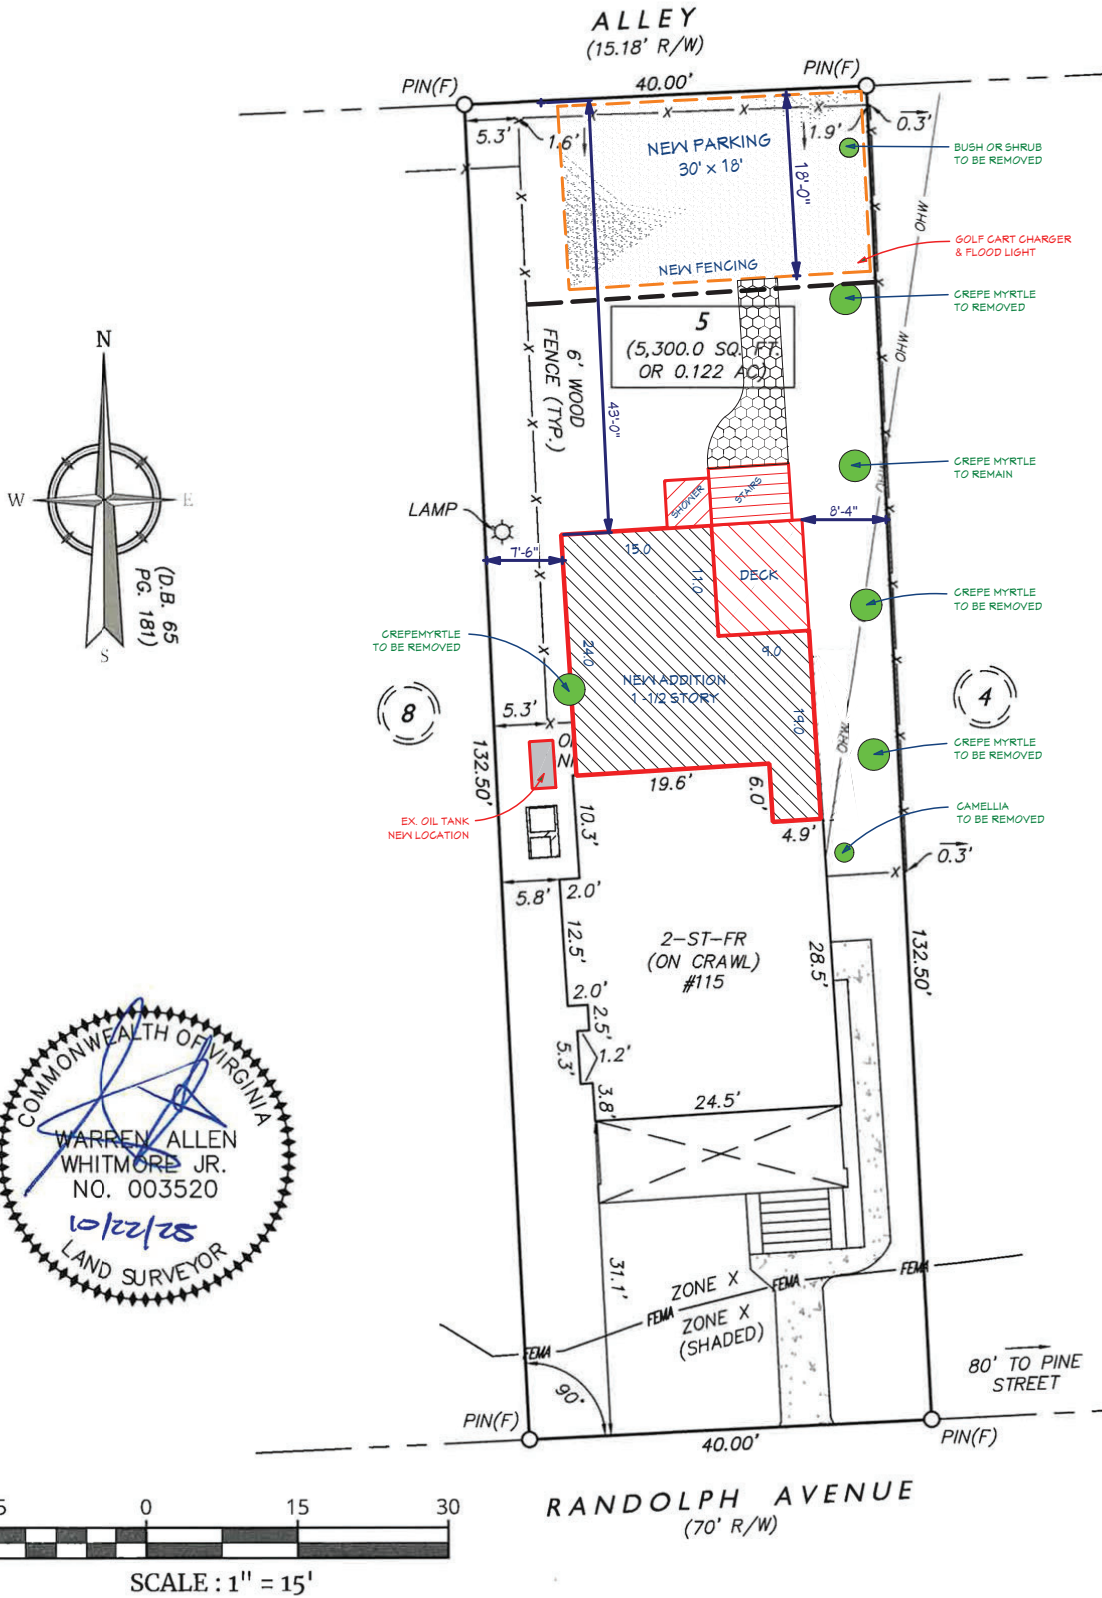 ALLEY
(15.18' R/W)
PIN(F)
40.00'
PIN(F)
5.3'
1.6'
1.9'
0.3'
NEW PARKING
30' x 18'
18'-0"
BUSH OR SHRUB
TO BE REMOVED
OHW
GOLF CART CHARGER
& FLOOD LIGHT
NEW FENCING
CREPE MYRTLE
TO REMOVED
5
(5,300.0 SQ. FT.
OR 0.122 AC)
OHW
6' WOOD
FENCE (TYP.)
43'-0"
N
W
E
S
(D.B. 65
PG. 181)
CREPE MYRTLE
TO REMAIN
OHW
SHOWER
STAIRS
LAMP
8'-4"
7'-6"
15.0
11.0
DECK
CREPE MYRTLE
TO BE REMOVED
CREPEMYRTLE
TO BE REMOVED
24.0
9.0
NEW ADDITION
1 -1/2 STORY
19.0
8
4
5.3'
OHW
CREPE MYRTLE
TO BE REMOVED
132.50'
19.6'
6.0'
EX. OIL TANK
NEW LOCATION
10.3'
4.9'
CAMELLIA
TO BE REMOVED
0.3'
5.8'
2.0'
12.5'
2-ST-FR
(ON CRAWL)
#115
28.5'
132.50'
2.0'
2.5'
5.3'
1.2'
3.8'
24.5'
COMMONWEALTH OF VIRGINIA
WARREN ALLEN
WHITMORE JR.
NO. 003520
10/22/25
LAND SURVEYOR
31.1'
ZONE X
FEMA
FEMA
FEMA
ZONE X
(SHADED)
FEMA
90°
80' TO PINE
STREET
PIN(F)
40.00'
PIN(F)
RANDOLPH AVENUE
(70' R/W)
5
0
15
30
SCALE : 1" = 15'